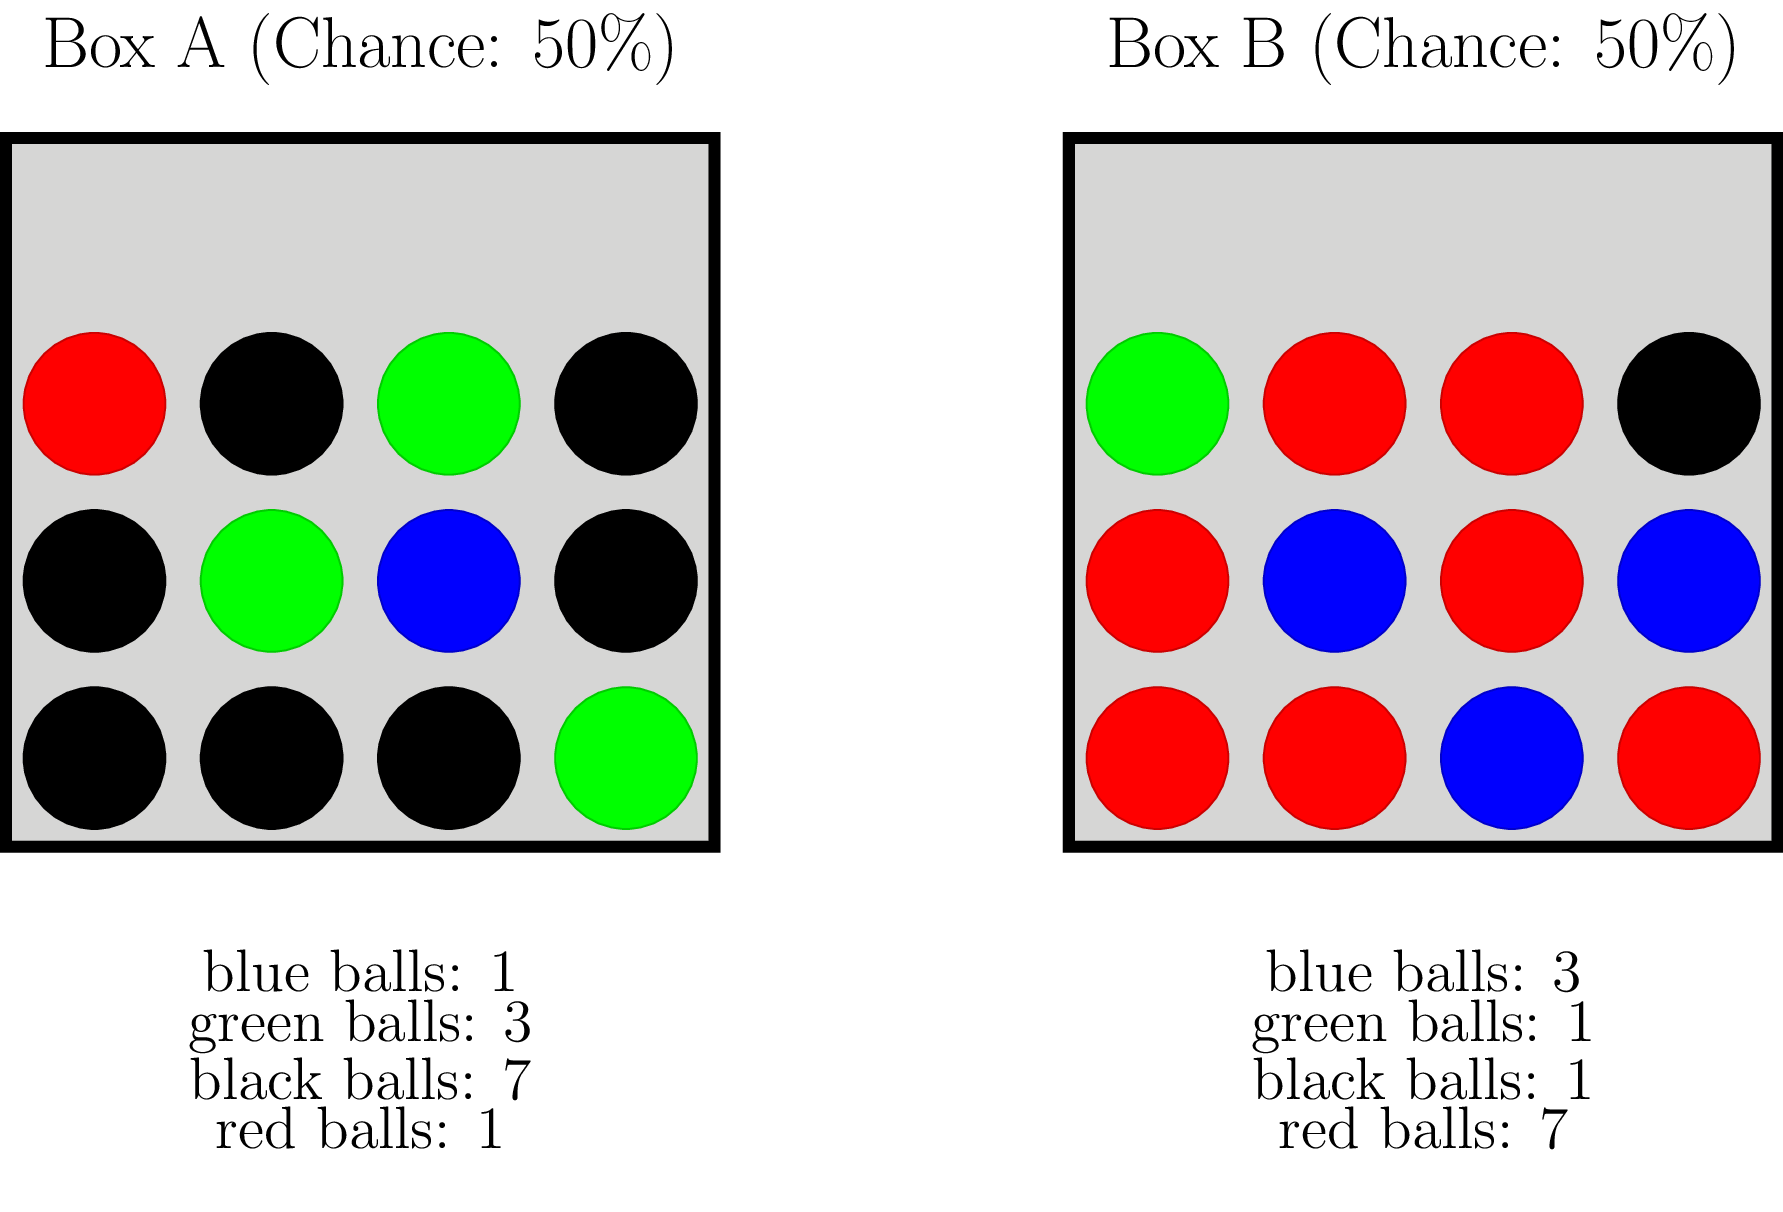 Box A (Chance: 50%)
Box B (Chance: 50%)
blue balls: 1
green balls: 3
black balls: 7
red balls: 1
blue balls: 3
green balls: 1
black balls: 1
red balls: 7